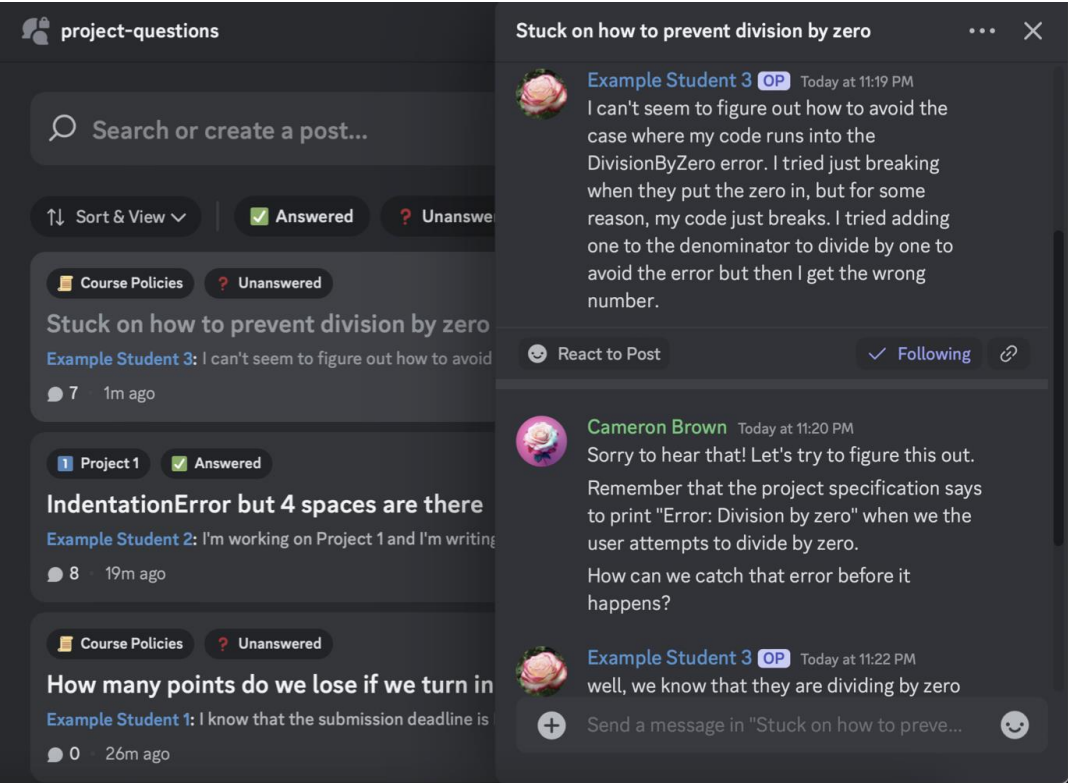 project-questions
Search or create a post...
Sort & View
Answered
Course Policies
Unanswered
Stuck on how to prevent division by zero
Example Student 3: I can't seem to figure out how to avoid
7 1m ago
Project 1
Answered
IndentationError but 4 spaces are there
Example Student 2: I'm working on Project 1 and I'm writing
8 19m ago
Course Policies
Unanswered
How many points do we lose if we turn in
Example Student 1: I know that the submission deadline is
0 26m ago
Stuck on how to prevent division by zero
Example Student 3 OP Today at 11:19 PM
I can't seem to figure out how to avoid the
case where my code runs into the
DivisionByZero error. I tried just breaking
when they put the zero in, but for some
reason, my code just breaks. I tried adding
one to the denominator to divide by one to
avoid the error but then I get the wrong
number.
React to Post
Following
Cameron Brown Today at 11:20 PM
Sorry to hear that! Let's try to figure this out.
Remember that the project specification says
to print "Error: Division by zero" when we the
user attempts to divide by zero.
How can we catch that error before it
happens?
Example Student 3 OP Today at 11:22 PM
well, we know that they are dividing by zero
Send a message in "Stuck on how to preve...